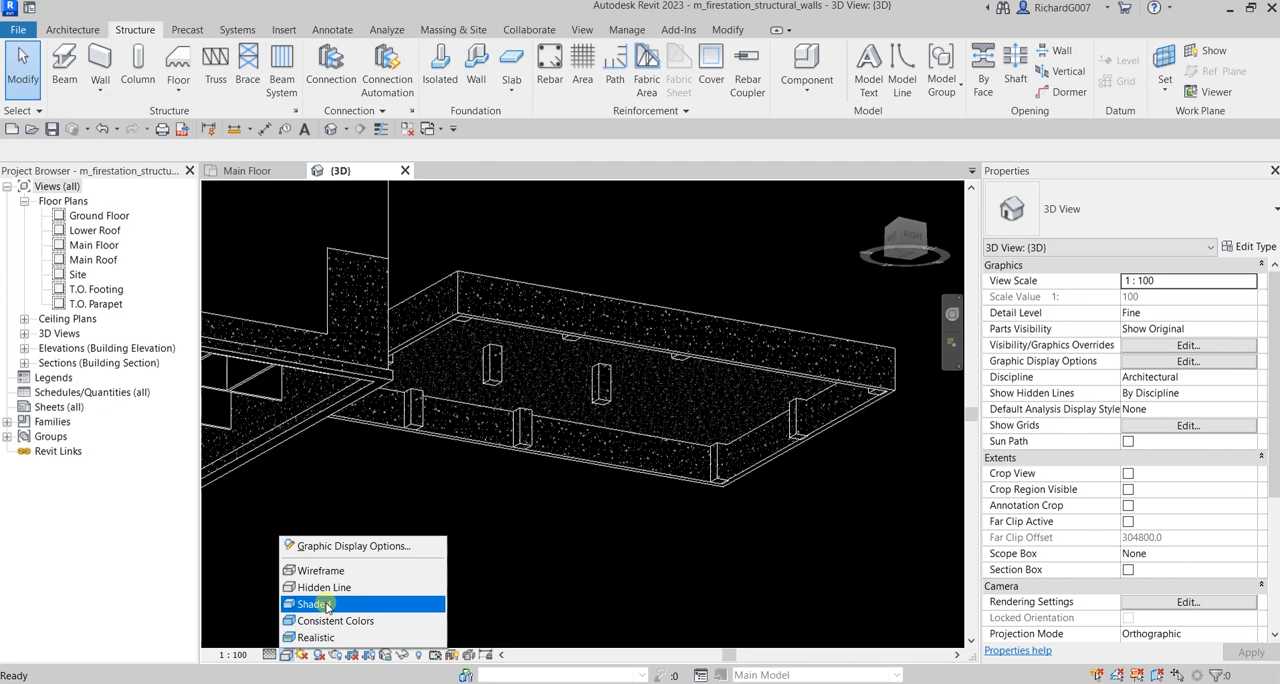 Autodesk Revit 2023 - m_firestation_structural_walls - 3D View: {3D}
RichardG007
File Architecture Structure Precast Systems Insert Annotate Analyze Massing & Site Collaborate View Manage Add-Ins Modify
Modify Beam Wall Column Floor Truss Brace Beam System Connection Connection Automation Isolated Wall Slab Rebar Area Path Fabric Area Fabric Sheet Cover Rebar Coupler Component Model Text Model Line Model Group By Face Shaft Wall Vertical Dormer Level Grid Set Show Ref Plane Viewer
Select Structure Connection Foundation Reinforcement Model Opening Datum Work Plane
Project Browser - m_firestation_structu...
Main Floor
{3D}
Properties
Views (all)
Floor Plans
Ground Floor
Lower Roof
Main Floor
Main Roof
Site
T.O. Footing
T.O. Parapet
Ceiling Plans
3D Views
Elevations (Building Elevation)
Sections (Building Section)
Legends
Schedules/Quantities (all)
Sheets (all)
Families
Groups
Revit Links
RIGHT
Graphic Display Options...
Wireframe
Hidden Line
Shaded
Consistent Colors
Realistic
1 : 100
3D View
3D View: {3D}
Edit Type
Graphics
View Scale 1 : 100
Scale Value 1: 100
Detail Level Fine
Parts Visibility Show Original
Visibility/Graphics Overrides Edit...
Graphic Display Options Edit...
Discipline Architectural
Show Hidden Lines By Discipline
Default Analysis Display Style None
Show Grids Edit...
Sun Path
Extents
Crop View
Crop Region Visible
Annotation Crop
Far Clip Active
Far Clip Offset 304800.0
Scope Box None
Section Box
Camera
Rendering Settings Edit...
Locked Orientation
Projection Mode Orthographic
Properties help
Apply
Ready
:0
Main Model
:0